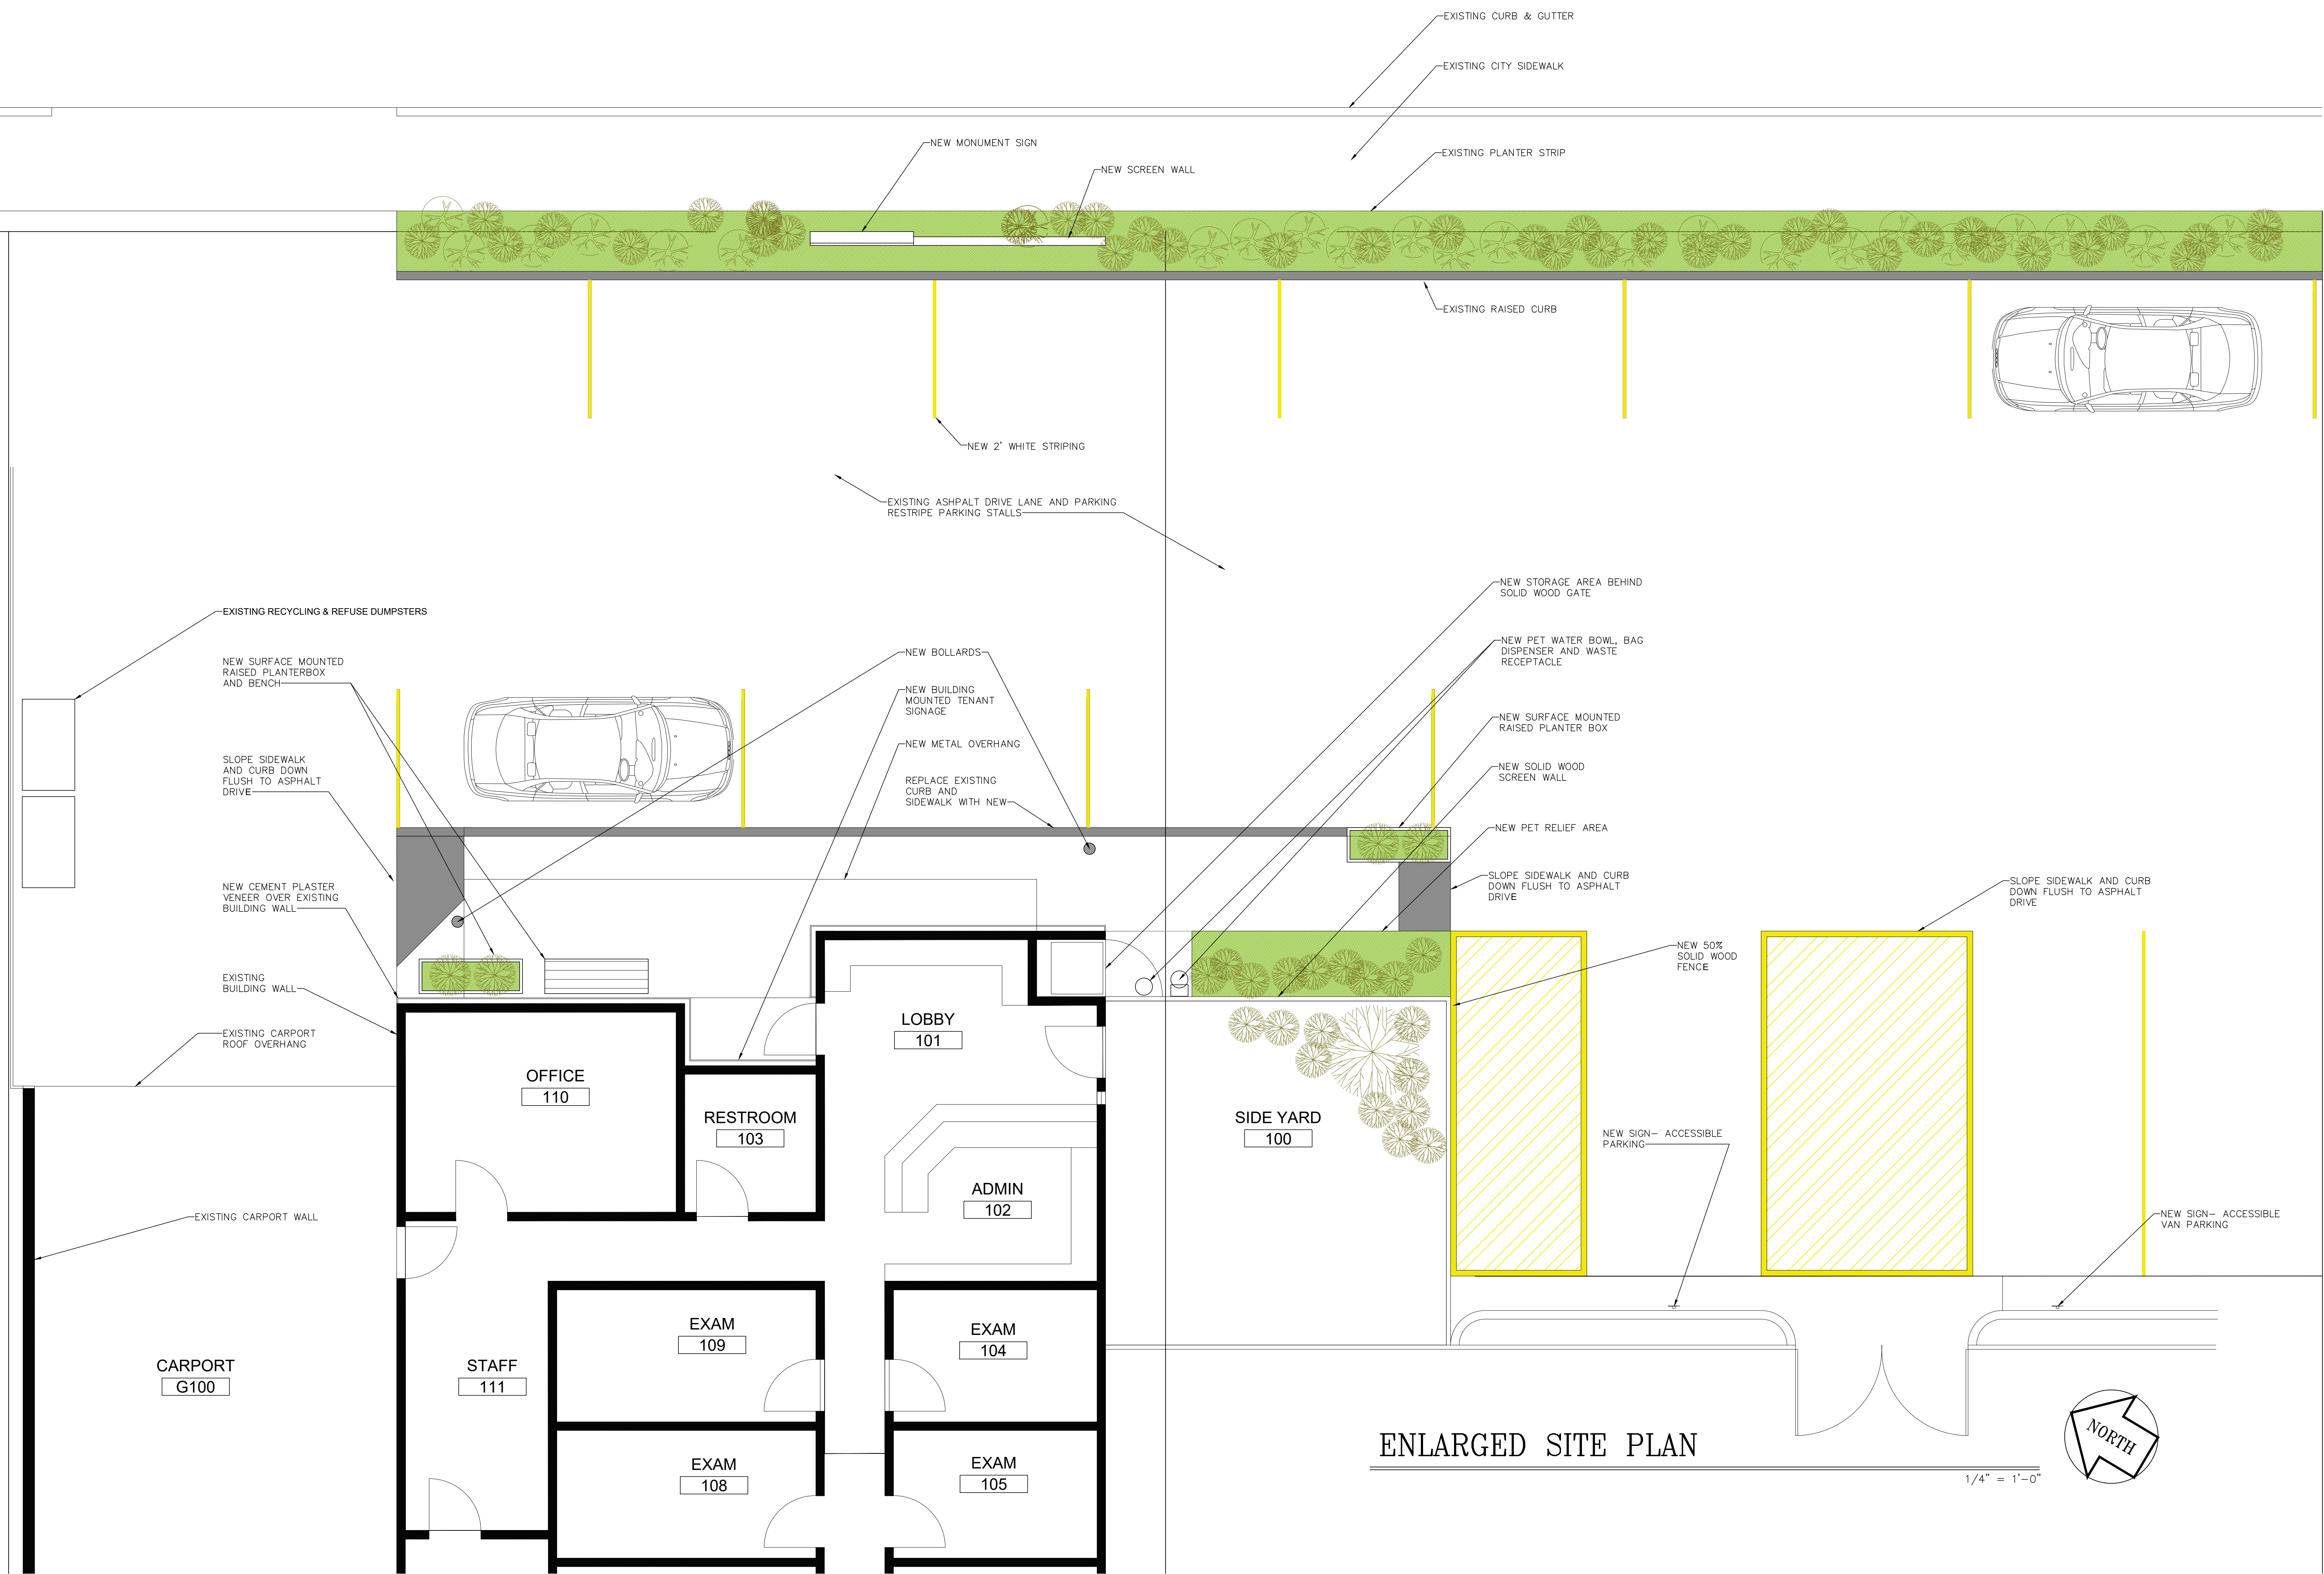 EXISTING CURB & GUTTER
EXISTING CITY SIDEWALK
NEW MONUMENT SIGN
EXISTING PLANTER STRIP
NEW SCREEN WALL
EXISTING RAISED CURB
NEW 2' WHITE STRIPING
EXISTING ASHPALT DRIVE LANE AND PARKING
RESTRIPE PARKING STALLS
NEW STORAGE AREA BEHIND
SOLID WOOD GATE
EXISTING RECYCLING & REFUSE DUMPSTERS
NEW PET WATER BOWL, BAG
DISPENSER AND WASTE
RECEPTACLE
NEW SURFACE MOUNTED
RAISED PLANTERBOX
AND BENCH
NEW BOLLARDS
NEW BUILDING
MOUNTED TENANT
SIGNAGE
NEW SURFACE MOUNTED
RAISED PLANTER BOX
NEW METAL OVERHANG
SLOPE SIDEWALK
AND CURB DOWN
FLUSH TO ASPHALT
DRIVE
NEW SOLID WOOD
SCREEN WALL
REPLACE EXISTING
CURB AND
SIDEWALK WITH NEW
NEW PET RELIEF AREA
NEW CEMENT PLASTER
VENEER OVER EXISTING
BUILDING WALL
SLOPE SIDEWALK AND CURB
DOWN FLUSH TO ASPHALT
DRIVE
SLOPE SIDEWALK AND CURB
DOWN FLUSH TO ASPHALT
DRIVE
NEW 50%
SOLID WOOD
FENCE
EXISTING
BUILDING WALL
EXISTING CARPORT
ROOF OVERHANG
LOBBY
101
OFFICE
110
RESTROOM
103
SIDE YARD
100
NEW SIGN- ACCESSIBLE
PARKING
ADMIN
102
EXISTING CARPORT WALL
NEW SIGN- ACCESSIBLE
VAN PARKING
EXAM
109
EXAM
104
CARPORT
G100
STAFF
111
ENLARGED SITE PLAN
NORTH
1/4" = 1'-0"
EXAM
108
EXAM
105